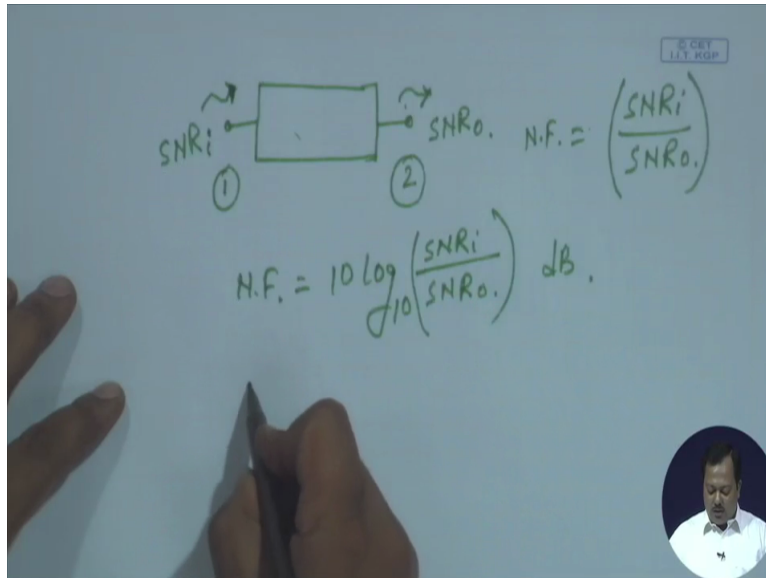 © CET
I.I.T. KGP
SNRi
①
②
SNRo.
N.F. = (SNRi / SNRo.)
N.F. = 10 log₁₀ (SNRi / SNRo.) dB.